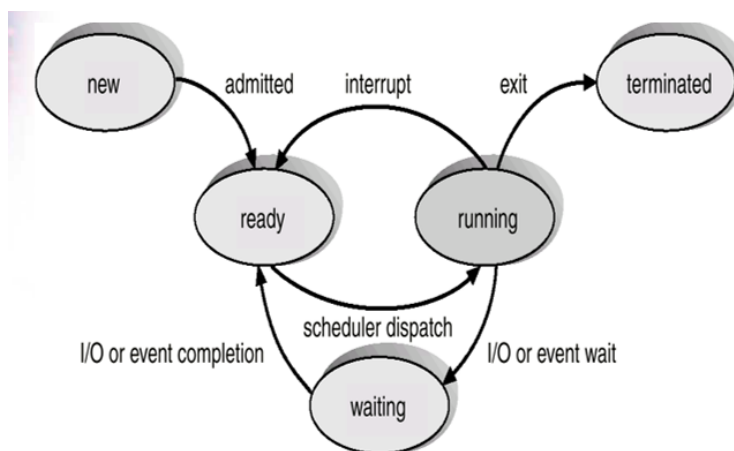 new
admitted
interrupt
exit
terminated
ready
running
scheduler dispatch
I/O or event completion
I/O or event wait
waiting